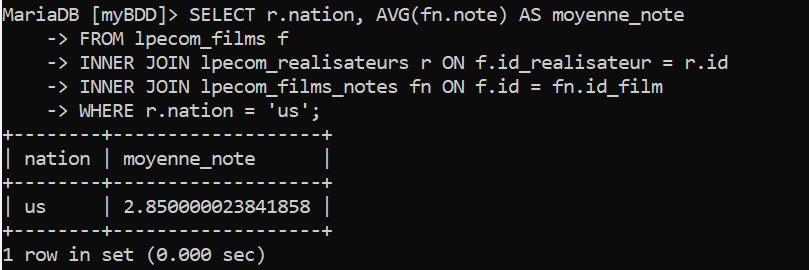 MariaDB [myBDD]> SELECT r.nation, AVG(fn.note) AS moyenne_note
    -> FROM lpecom_films f
    -> INNER JOIN lpecom_realisateurs r ON f.id_realisateur = r.id
    -> INNER JOIN lpecom_films_notes fn ON f.id = fn.id_film
    -> WHERE r.nation = 'us';
+--------+-------------------+
| nation | moyenne_note      |
+--------+-------------------+
| us     | 2.850000023841858 |
+--------+-------------------+
1 row in set (0.000 sec)